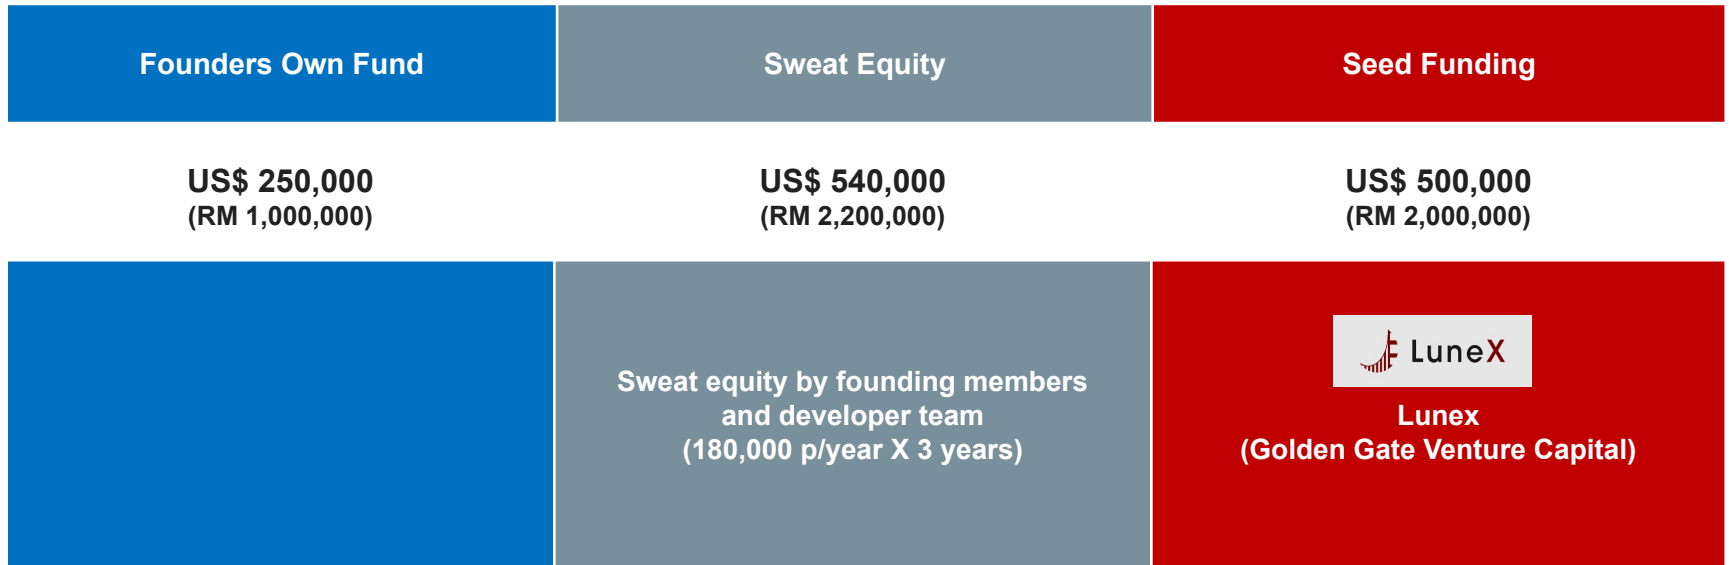 Founders Own Fund
Sweat Equity
Seed Funding
US$ 250,000
(RM 1,000,000)
US$ 540,000
(RM 2,200,000)
US$ 500,000
(RM 2,000,000)
Sweat equity by founding members
and developer team
(180,000 p/year X 3 years)
LuneX
Lunex
(Golden Gate Venture Capital)